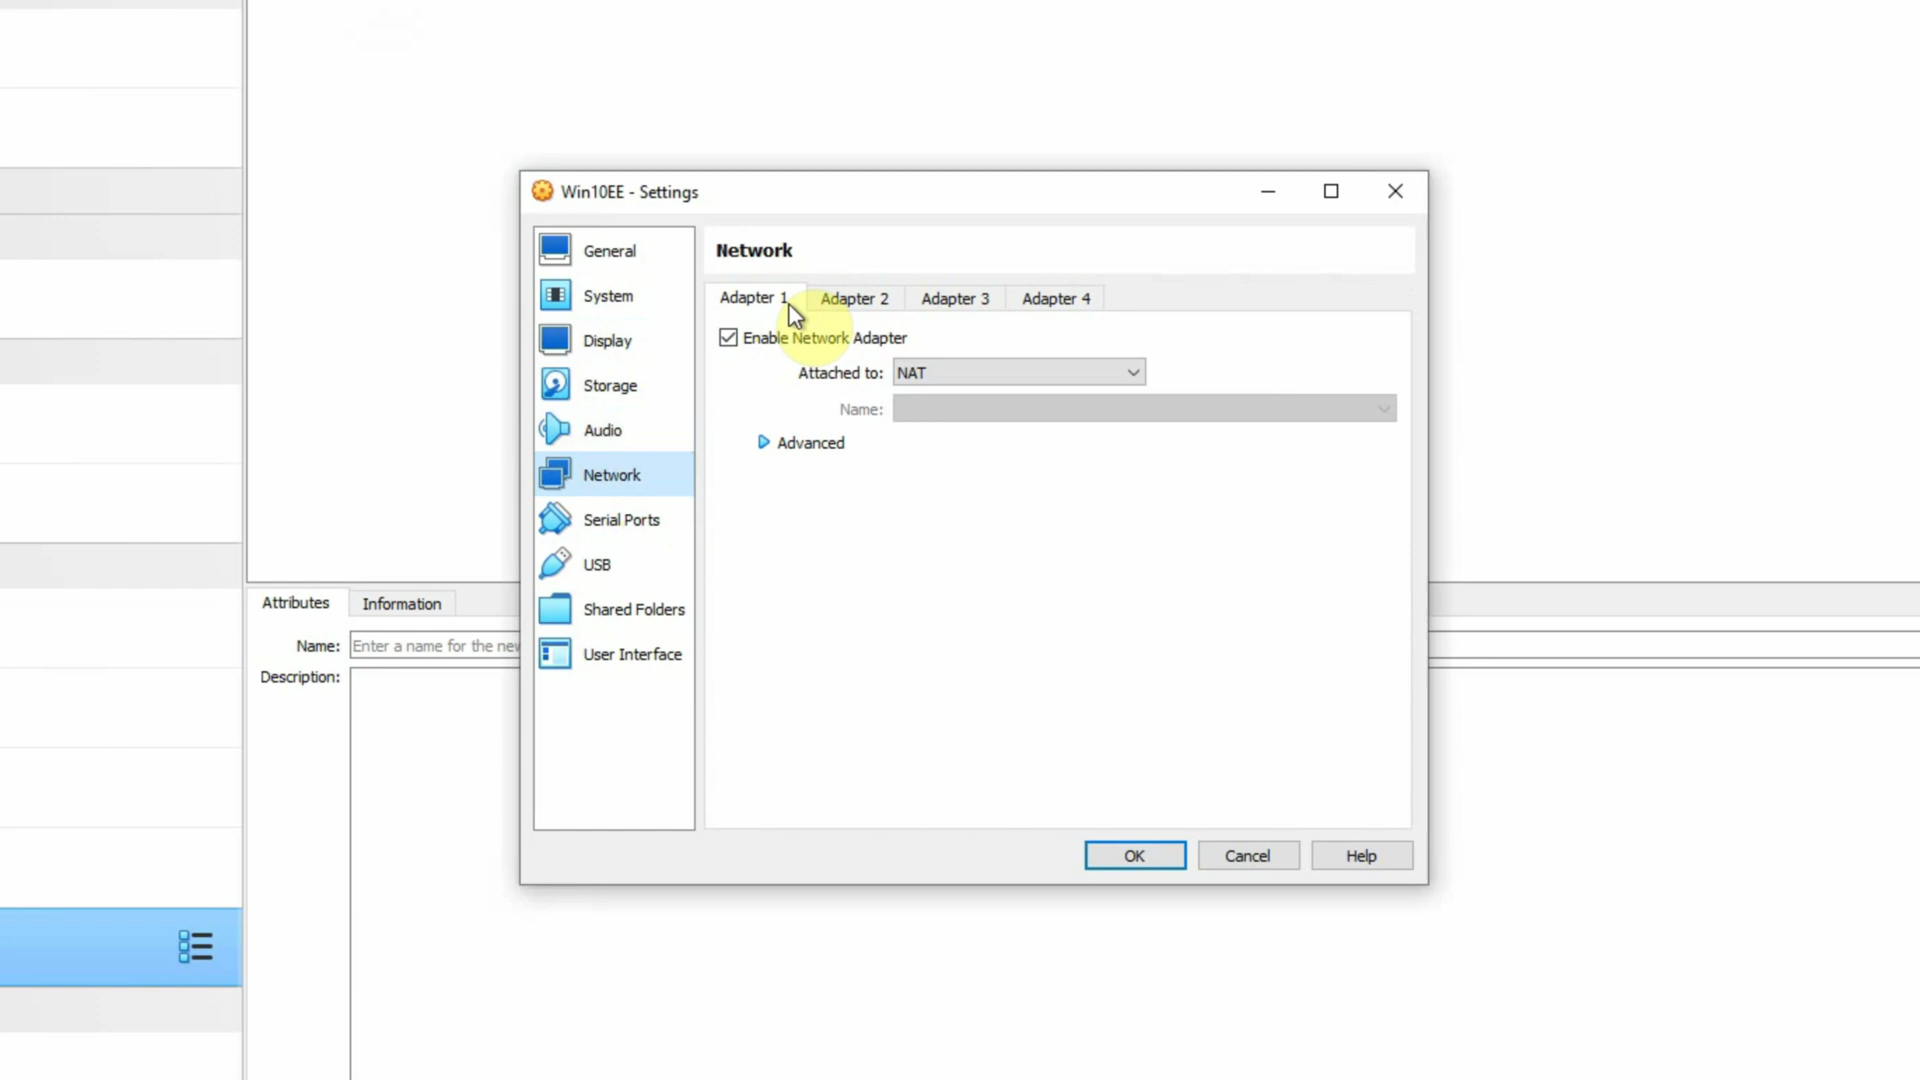 Win10EE - Settings
General
System
Display
Storage
Audio
Network
Serial Ports
USB
Shared Folders
User Interface
Network
Adapter 1 Adapter 2 Adapter 3 Adapter 4
Enable Network Adapter
Attached to: NAT
Name:
Advanced
OK Cancel Help
Attributes Information
Name: Enter a name for the new
Description: